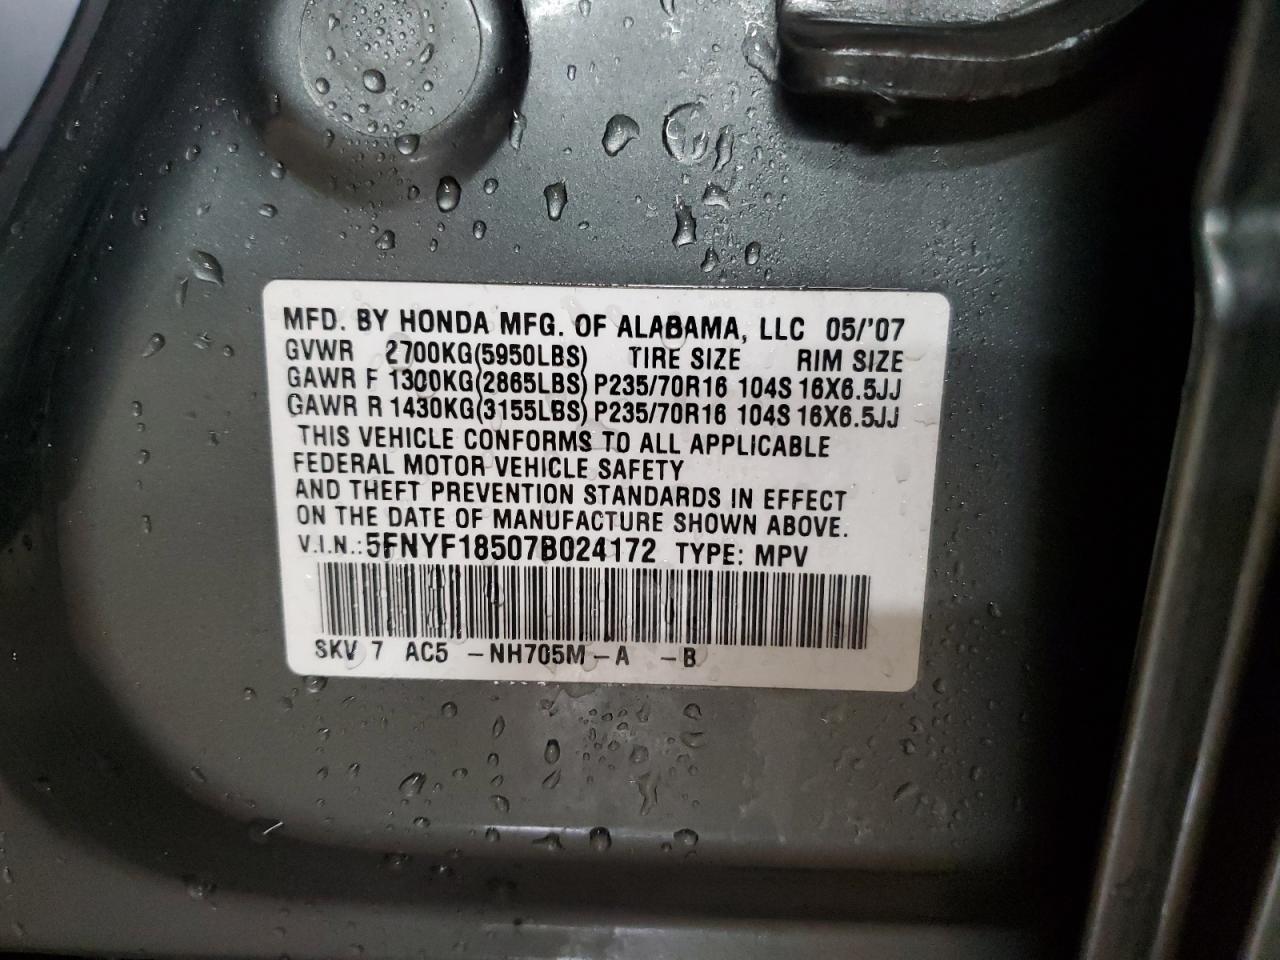 MFD. BY HONDA MFG. OF ALABAMA, LLC 05/'07
GVWR 2700KG(5950LBS) TIRE SIZE RIM SIZE
GAWR F 1300KG(2865LBS) P235/70R16 104S 16X6.5JJ
GAWR R 1430KG(3155LBS) P235/70R16 104S 16X6.5JJ
THIS VEHICLE CONFORMS TO ALL APPLICABLE
FEDERAL MOTOR VEHICLE SAFETY
AND THEFT PREVENTION STANDARDS IN EFFECT
ON THE DATE OF MANUFACTURE SHOWN ABOVE.
V.I.N.: 5FNYF18507B024172 TYPE: MPV
SKV 7 AC5 -NH705M-A -B